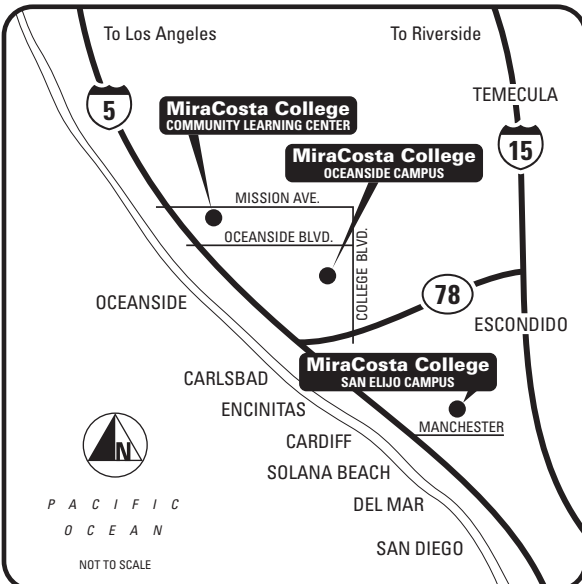 To Los Angeles
To Riverside
5
MiraCosta College
COMMUNITY LEARNING CENTER
TEMECULA
15
MiraCosta College
OCEANSIDE CAMPUS
MISSION AVE.
OCEANSIDE BLVD.
COLLEGE BLVD.
78
OCEANSIDE
ESCONDIDO
MiraCosta College
SAN ELIJO CAMPUS
CARLSBAD
ENCINITAS
MANCHESTER
CARDIFF
N
SOLANA BEACH
DEL MAR
SAN DIEGO
PACIFIC
OCEAN
NOT TO SCALE